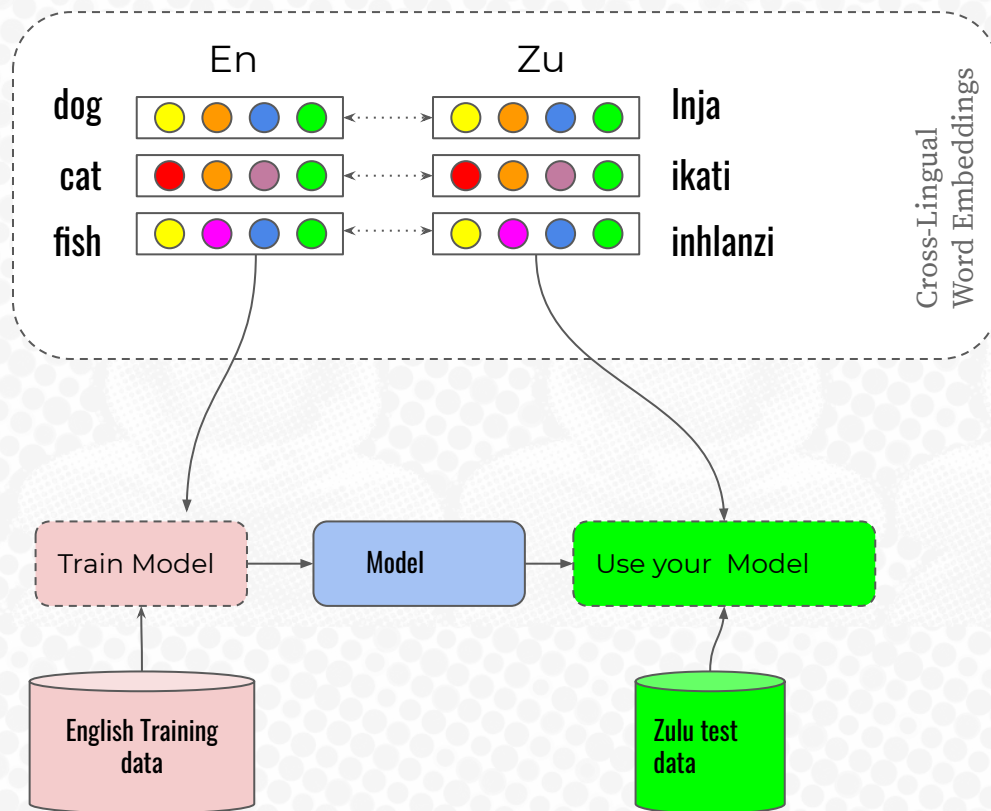 En
Zu
dog
lnja
cat
ikati
fish
inhlanzi
Cross-Lingual
Word Embeddings
Train Model
Model
Use your Model
English Training
data
Zulu test
data